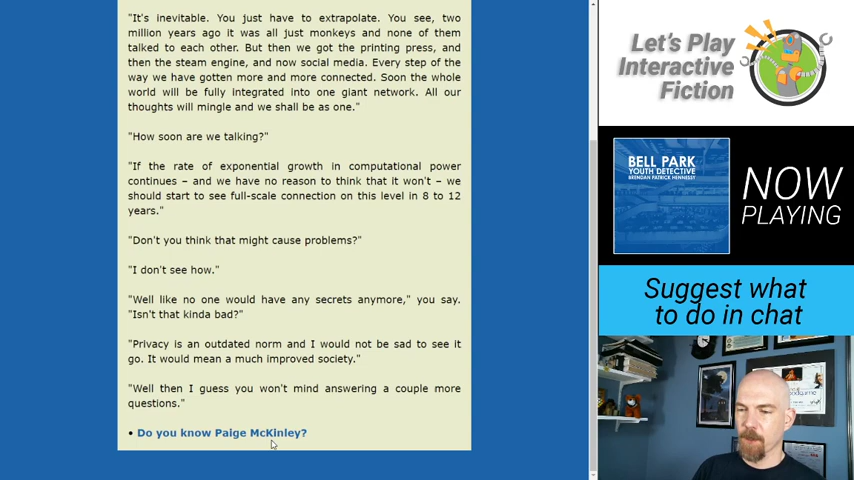 "It's inevitable. You just have to extrapolate. You see, two
million years ago it was all just monkeys and none of them
talked to each other. But then we got the printing press, and
then the steam engine, and now social media. Every step of the
way we have gotten more and more connected. Soon the whole
world will be fully integrated into one giant network. All our
thoughts will mingle and we shall be as one."
"How soon are we talking?"
"If the rate of exponential growth in computational power
continues – and we have no reason to think that it won't – we
should start to see full-scale connection on this level in 8 to 12
years."
"Don't you think that might cause problems?"
"I don't see how."
"Well like no one would have any secrets anymore," you say.
"Isn't that kinda bad?"
"Privacy is an outdated norm and I would not be sad to see it
go. It would mean a much improved society."
"Well then I guess you won't mind answering a couple more
questions."
• Do you know Paige McKinley?
Let's Play
Interactive
Fiction
BELL PARK
YOUTH DETECTIVE
BRENDAN PATRICK HENNESSY
NOW
PLAYING
Suggest what
to do in chat